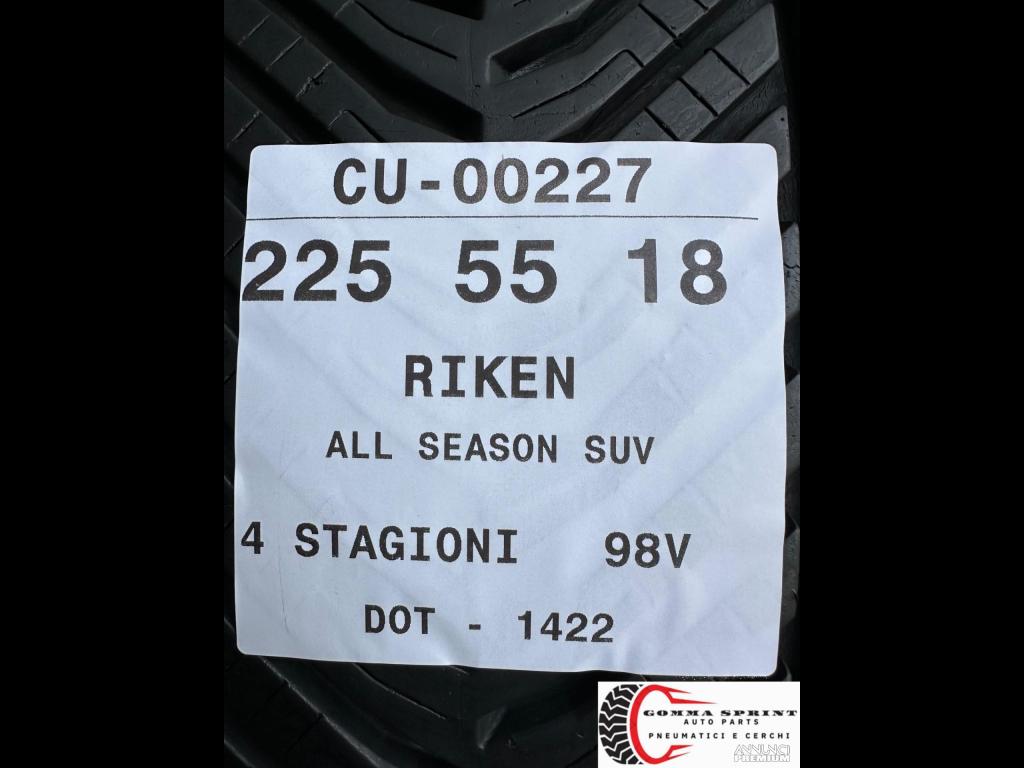 CU-00227
225 55 18
RIKEN
ALL SEASON SUV
4 STAGIONI 98V
DOT - 1422
GOMMA SPRINT
AUTO PARTS
PNEUMATICI E CERCHI
ANNUNCI
PREMIUM